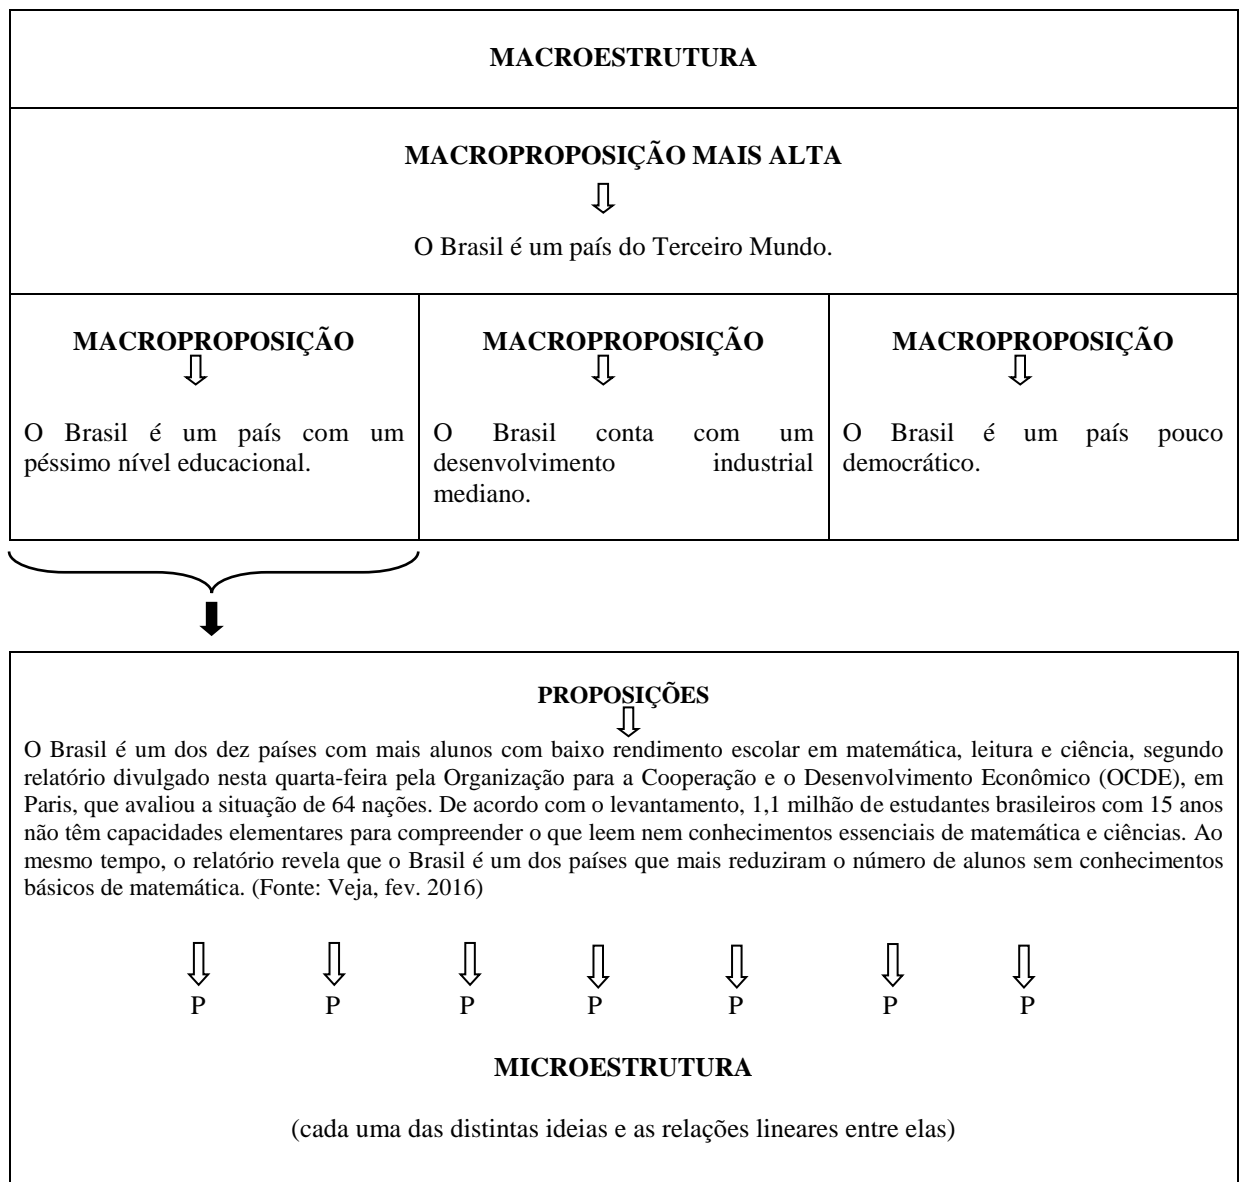 MACROESTRUTURA
MACROPROPOSIÇÃO MAIS ALTA
O Brasil é um país do Terceiro Mundo.
MACROPROPOSIÇÃO
O Brasil é um país com um
péssimo nível educacional.
MACROPROPOSIÇÃO
O Brasil conta com um
desenvolvimento industrial
mediano.
MACROPROPOSIÇÃO
O Brasil é um país pouco
democrático.
PROPOSIÇÕES
O Brasil é um dos dez países com mais alunos com baixo rendimento escolar em matemática, leitura e ciência, segundo
relatório divulgado nesta quarta-feira pela Organização para a Cooperação e o Desenvolvimento Econômico (OCDE), em
Paris, que avaliou a situação de 64 nações. De acordo com o levantamento, 1,1 milhão de estudantes brasileiros com 15 anos
não têm capacidades elementares para compreender o que leem nem conhecimentos essenciais de matemática e ciências. Ao
mesmo tempo, o relatório revela que o Brasil é um dos países que mais reduziram o número de alunos sem conhecimentos
básicos de matemática. (Fonte: Veja, fev. 2016)
P P P P P P P
MICROESTRUTURA
(cada uma das distintas ideias e as relações lineares entre elas)